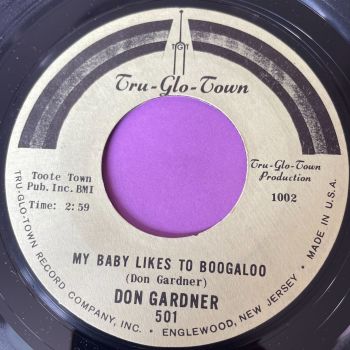 TGT
Tru-Glo-Town
Toote Town
Pub. Inc. BMI
Time: 2:59
Tru-Glo-Town
Production
1002
MY BABY LIKES TO BOOGALOO
(Don Gardner)
DON GARDNER
501
TRU-GLO-TOWN RECORD COMPANY, INC. • ENGLEWOOD, NEW JERSEY • MADE IN U.S.A.